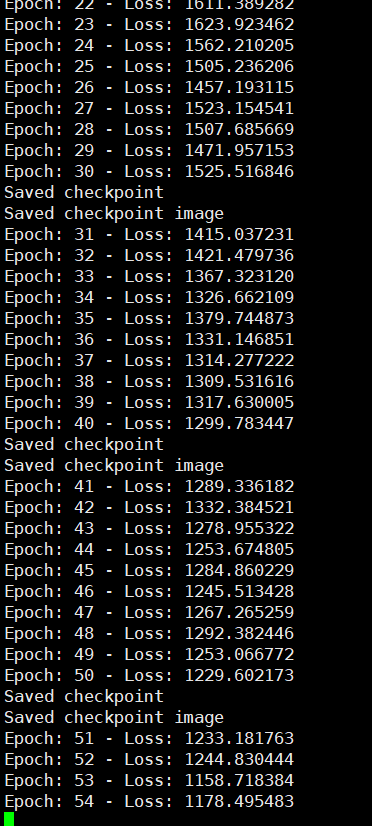 Epoch: 22 - Loss: 1611.389282
Epoch: 23 - Loss: 1623.923462
Epoch: 24 - Loss: 1562.210205
Epoch: 25 - Loss: 1505.236206
Epoch: 26 - Loss: 1457.193115
Epoch: 27 - Loss: 1523.154541
Epoch: 28 - Loss: 1507.685669
Epoch: 29 - Loss: 1471.957153
Epoch: 30 - Loss: 1525.516846
Saved checkpoint
Saved checkpoint image
Epoch: 31 - Loss: 1415.037231
Epoch: 32 - Loss: 1421.479736
Epoch: 33 - Loss: 1367.323120
Epoch: 34 - Loss: 1326.662109
Epoch: 35 - Loss: 1379.744873
Epoch: 36 - Loss: 1331.146851
Epoch: 37 - Loss: 1314.277222
Epoch: 38 - Loss: 1309.531616
Epoch: 39 - Loss: 1317.630005
Epoch: 40 - Loss: 1299.783447
Saved checkpoint
Saved checkpoint image
Epoch: 41 - Loss: 1289.336182
Epoch: 42 - Loss: 1332.384521
Epoch: 43 - Loss: 1278.955322
Epoch: 44 - Loss: 1253.674805
Epoch: 45 - Loss: 1284.860229
Epoch: 46 - Loss: 1245.513428
Epoch: 47 - Loss: 1267.265259
Epoch: 48 - Loss: 1292.382446
Epoch: 49 - Loss: 1253.066772
Epoch: 50 - Loss: 1229.602173
Saved checkpoint
Saved checkpoint image
Epoch: 51 - Loss: 1233.181763
Epoch: 52 - Loss: 1244.830444
Epoch: 53 - Loss: 1158.718384
Epoch: 54 - Loss: 1178.495483